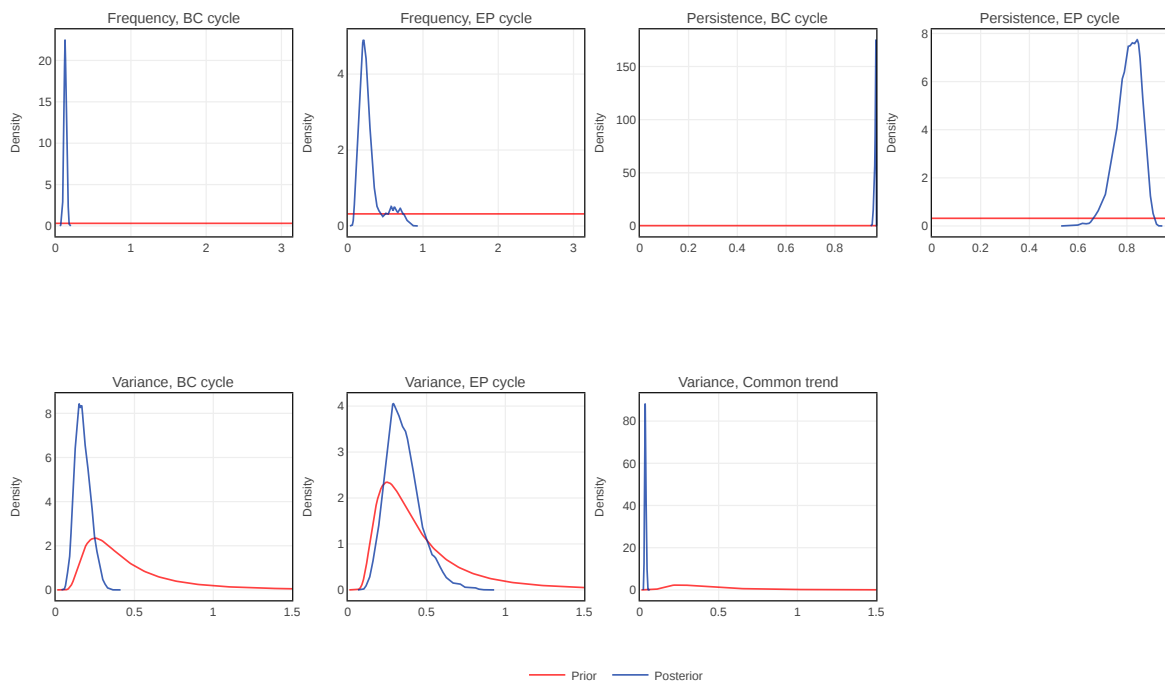 Frequency, BC cycle
Density
20
15
10
5
0
0 1 2 3
Frequency, EP cycle
Density
4
2
0
0 1 2 3
Persistence, BC cycle
Density
150
100
50
0
0 0.2 0.4 0.6 0.8
Persistence, EP cycle
Density
8
6
4
2
0
0 0.2 0.4 0.6 0.8
Variance, BC cycle
Density
8
6
4
2
0
0 0.5 1 1.5
Variance, EP cycle
Density
4
3
2
1
0
0 0.5 1 1.5
Variance, Common trend
Density
80
60
40
20
0
0 0.5 1 1.5
Prior Posterior